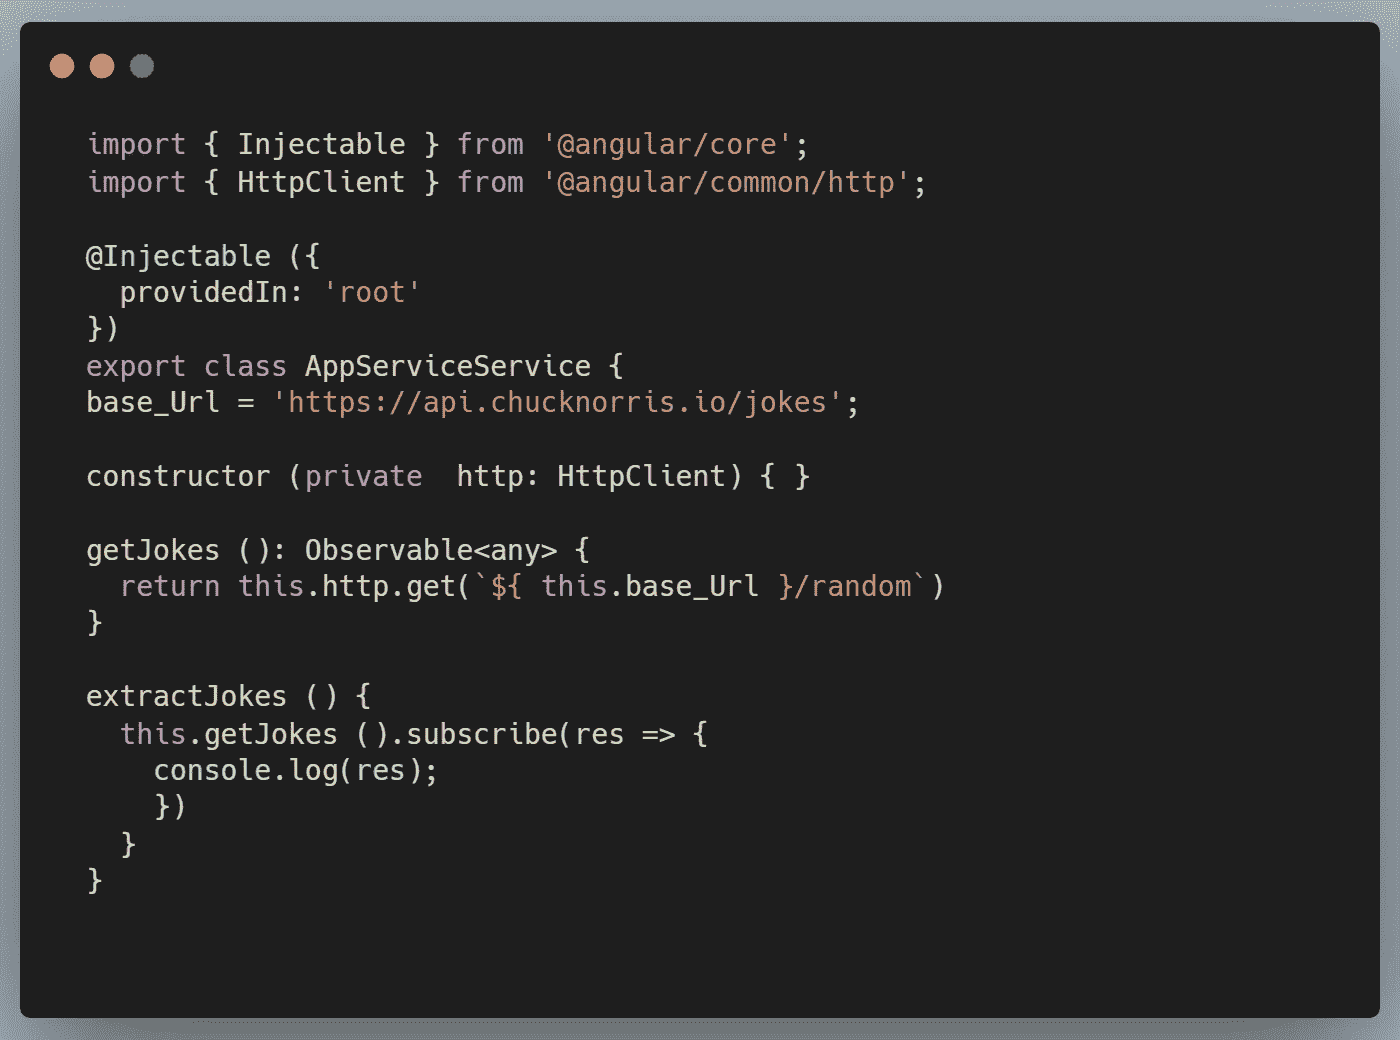 import { Injectable } from '@angular/core';
import { HttpClient } from '@angular/common/http';
@Injectable ({
  providedIn: 'root'
})
export class AppServiceService {
base_Url = 'https://api.chucknorris.io/jokes';
constructor (private  http: HttpClient) { }
getJokes (): Observable<any> {
  return this.http.get(`${ this.base_Url }/random`)
}
extractJokes () {
  this.getJokes ().subscribe(res => {
    console.log(res);
    })
  }
}